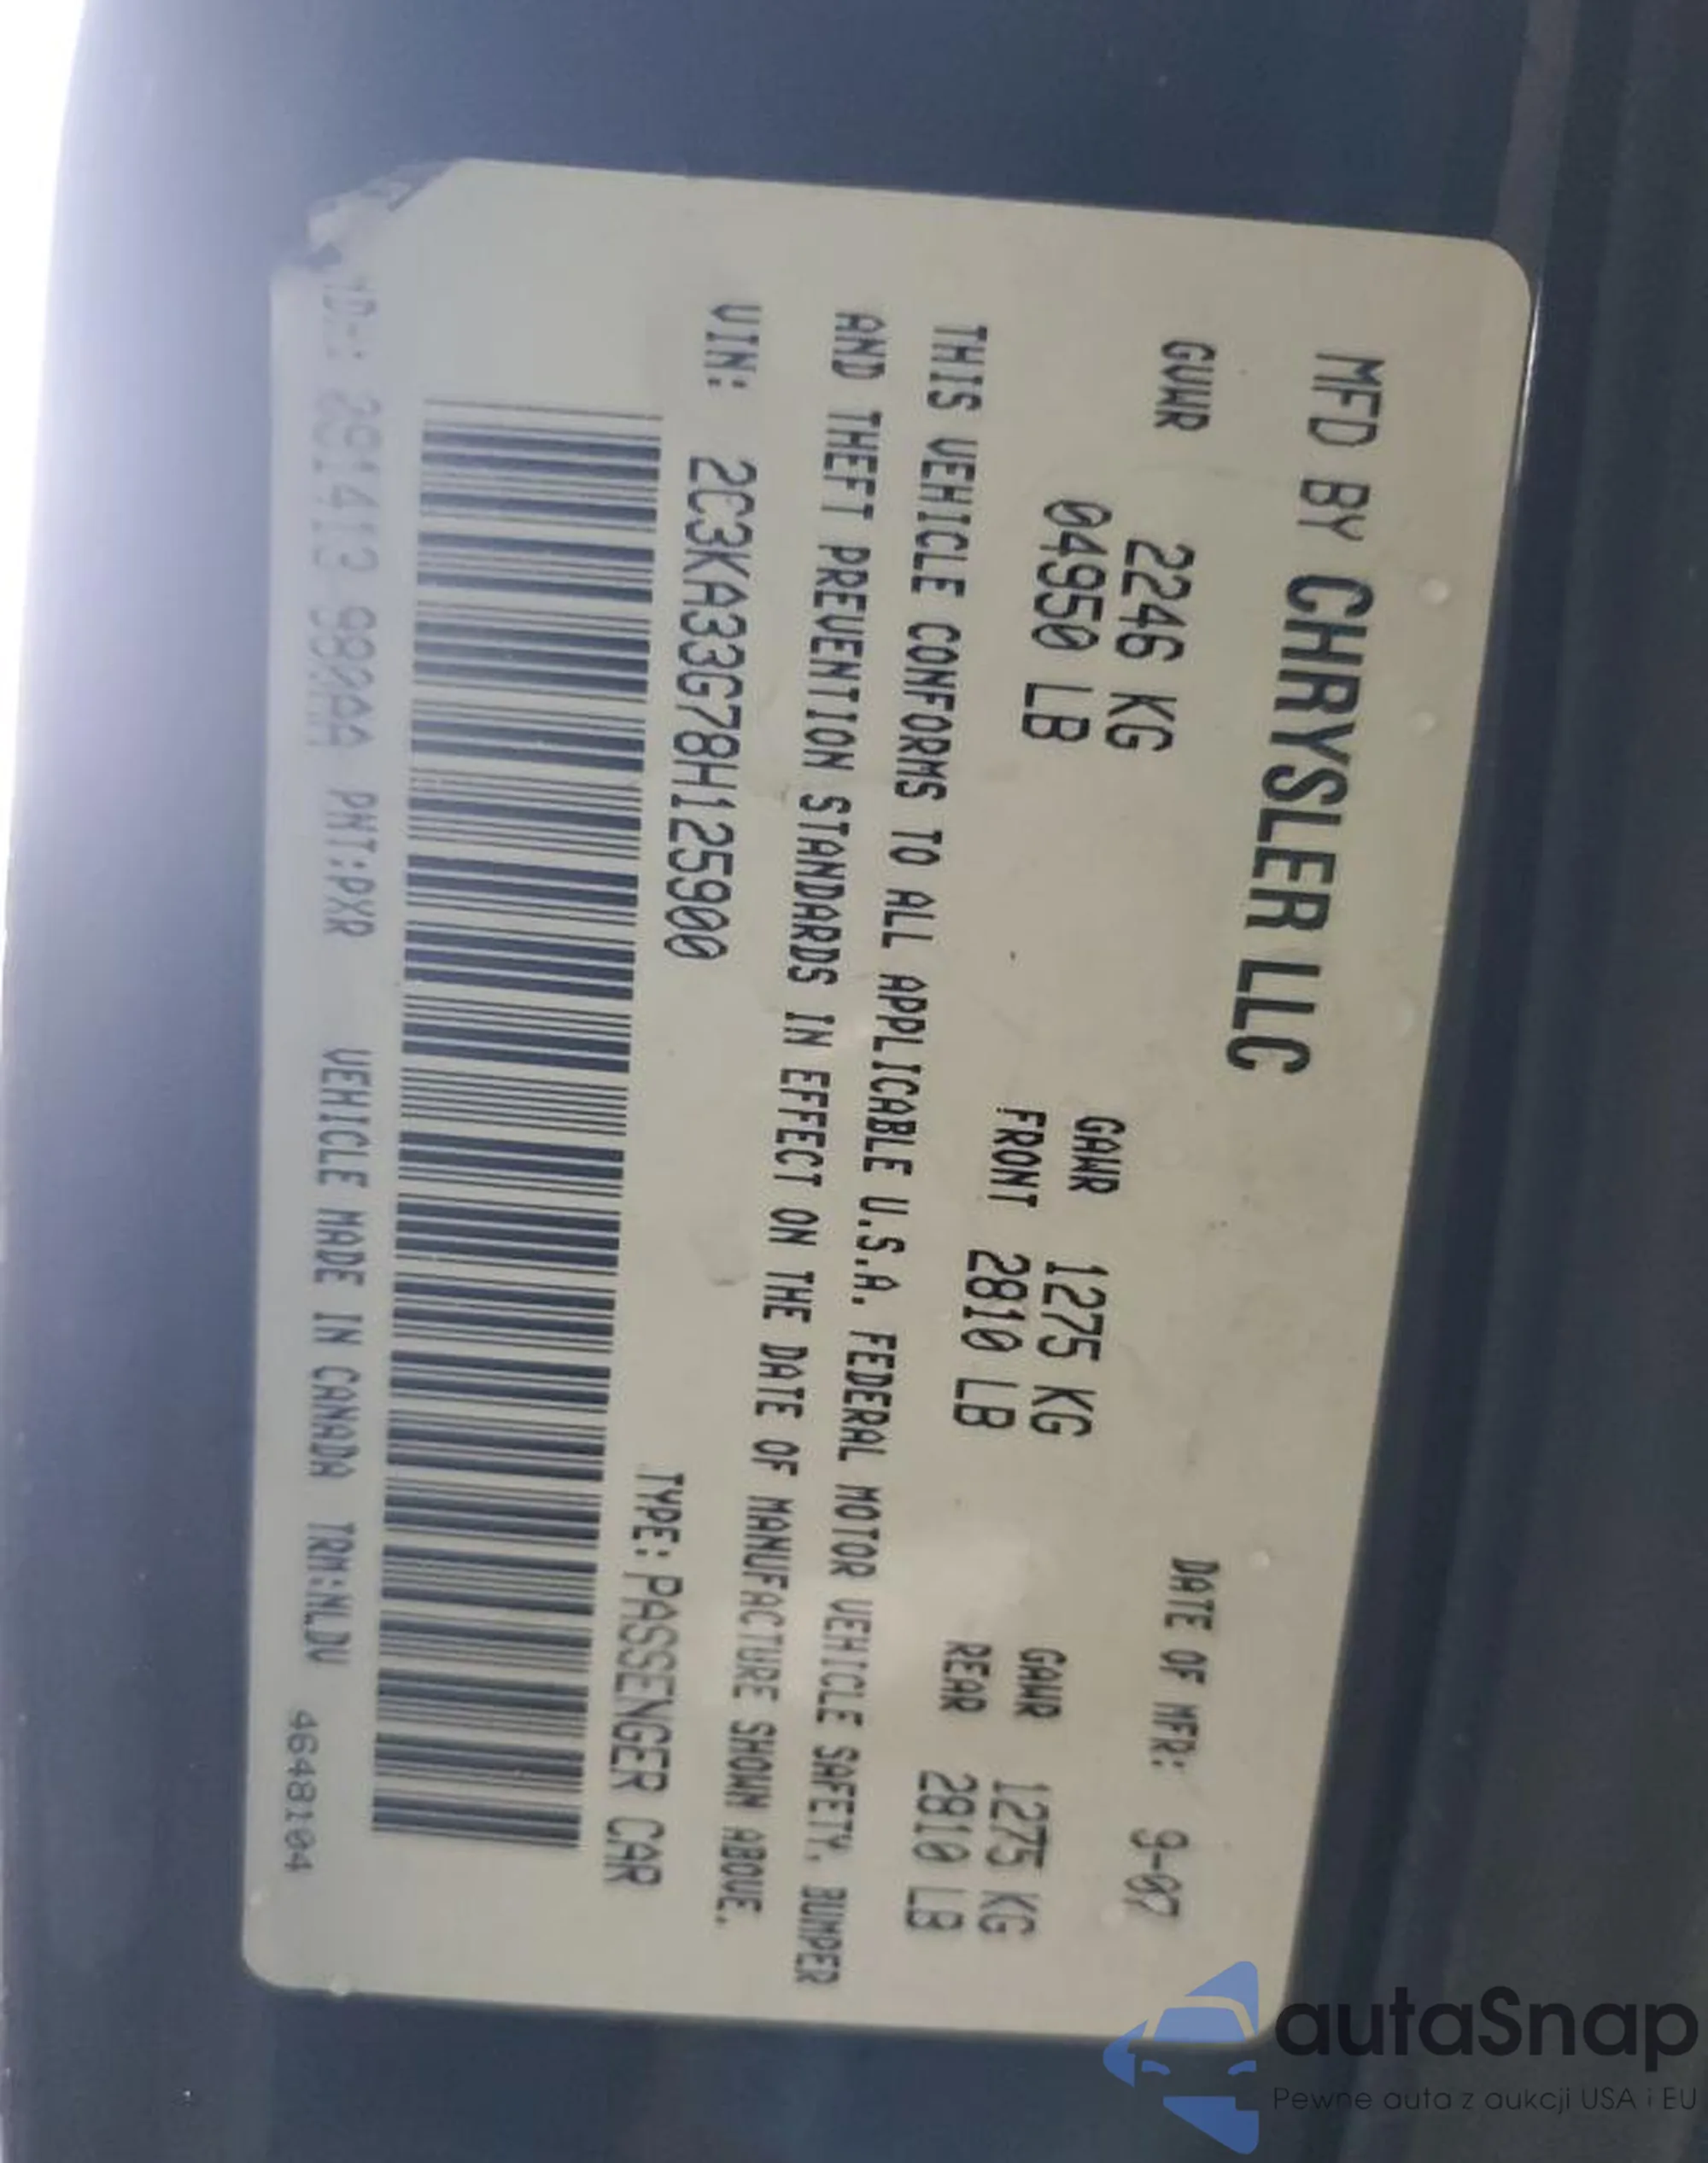 MFD BY CHRYSLER LLC
DATE OF MFR: 9-07
GVWR
2246 KG
04950 LB
GAWR FRONT
1275 KG
2810 LB
GAWR REAR
1275 KG
2810 LB
THIS VEHICLE CONFORMS TO ALL APPLICABLE U.S.A. FEDERAL MOTOR VEHICLE SAFETY, BUMPER
AND THEFT PREVENTION STANDARDS IN EFFECT ON THE DATE OF MANUFACTURE SHOWN ABOVE.
VIN: 2C3KA33G78H125900
TYPE: PASSENGER CAR
PNT:PXR VEHICLE MADE IN CANADA TRM:NLDV
46481Ø4
autaSnap
Pewne auta z aukcji USA i EU